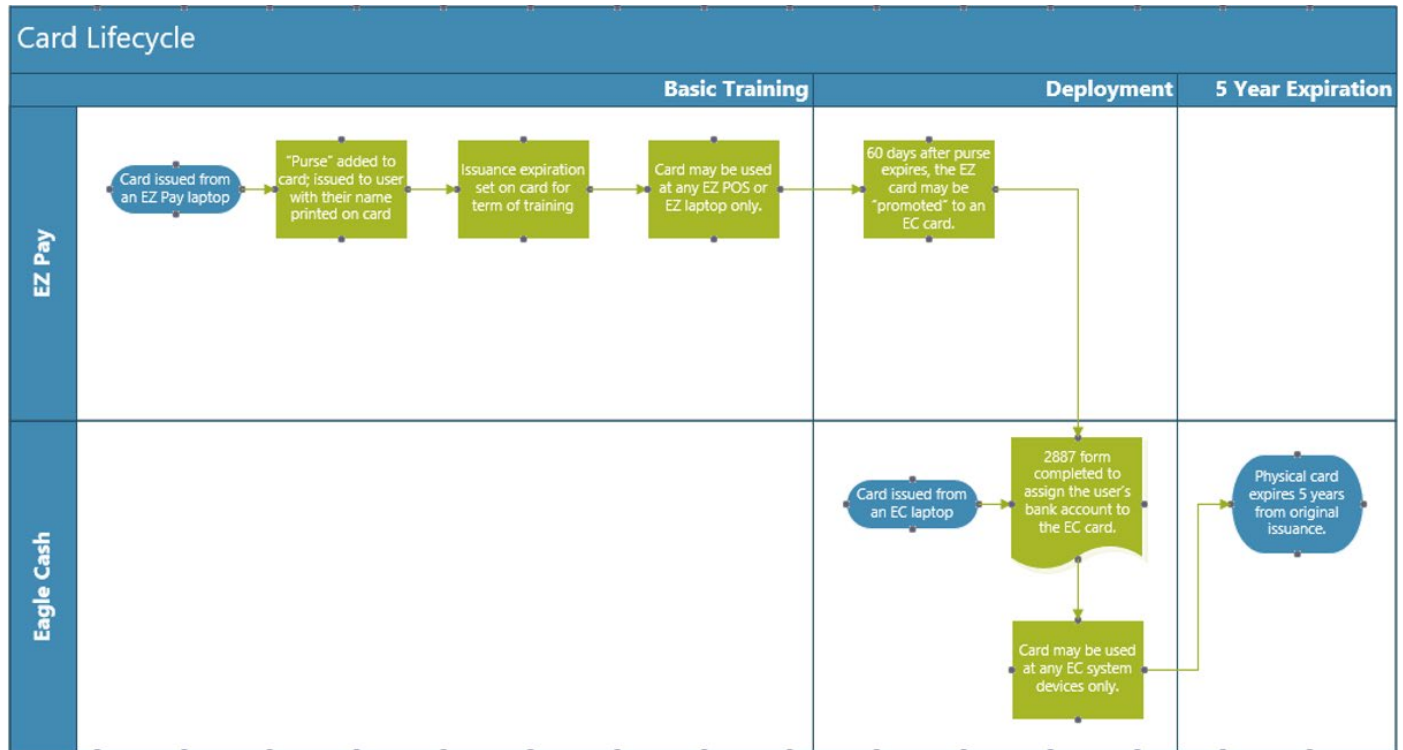 Card Lifecycle
Basic Training
Deployment
5 Year Expiration
EZ Pay
Card issued from
an EZ Pay laptop
“Purse” added to
card; issued to user
with their name
printed on card
Issuance expiration
set on card for
term of training
Card may be used
at any EZ POS or
EZ laptop only.
60 days after purse
expires, the EZ
card may be
“promoted” to an
EC card.
Eagle Cash
Card issued from
an EC laptop
2887 form
completed to
assign the user's
bank account to
the EC card.
Physical card
expires 5 years
from original
issuance.
Card may be used
at any EC system
devices only.